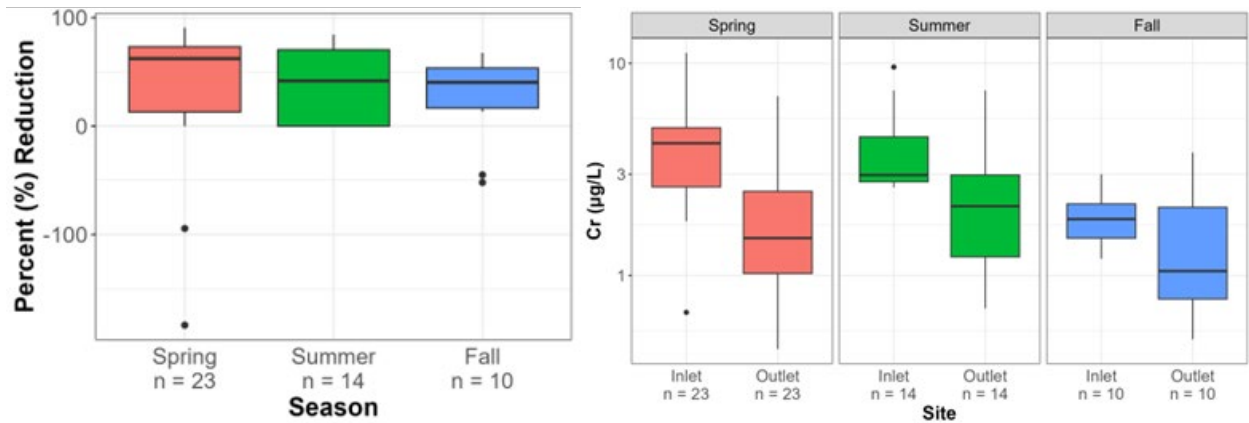 Percent (%) Reduction
100
0
-100
Spring
n = 23
Summer
n = 14
Fall
n = 10
Season
Spring
Summer
Fall
Cr (µg/L)
10
3
1
Inlet
n = 23
Outlet
n = 23
Inlet
n = 14
Outlet
n = 14
Inlet
n = 10
Outlet
n = 10
Site